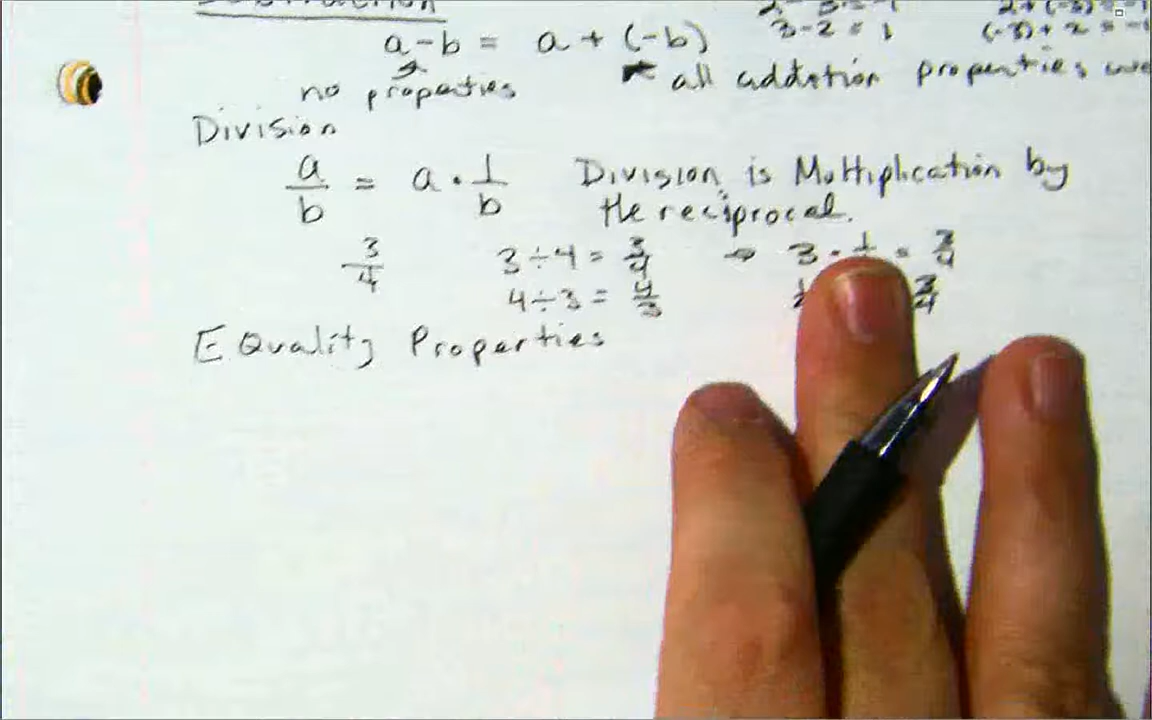 a - b = a + (-b)
3 - 2 = 1
no properties
all addition properties
Division
a/b = a · 1/b
Division is Multiplication by
the reciprocal.
3/4
3 ÷ 4 = 3/4
→ 3 · 1 = 3/4
4 ÷ 3 = 4/3
3/4
EQuality Properties